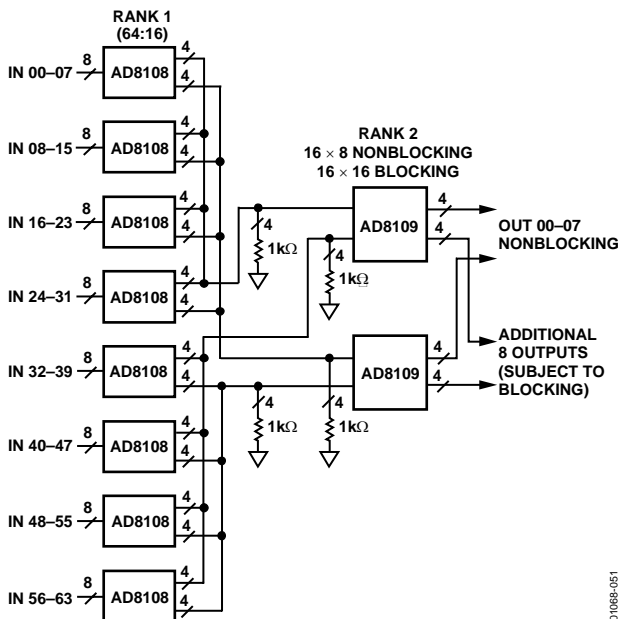 RANK 1
(64:16)
IN 00–07
8
AD8108
4
4
IN 08–15
8
AD8108
4
4
IN 16–23
8
AD8108
4
4
IN 24–31
8
AD8108
4
4
IN 32–39
8
AD8108
4
4
IN 40–47
8
AD8108
4
4
IN 48–55
8
AD8108
4
4
IN 56–63
8
AD8108
4
4
RANK 2
16 × 8 NONBLOCKING
16 × 16 BLOCKING
4
1kΩ
4
1kΩ
AD8109
4
4
4
1kΩ
4
1kΩ
AD8109
4
4
OUT 00–07
NONBLOCKING
ADDITIONAL
8 OUTPUTS
(SUBJECT TO
BLOCKING)
01068-051